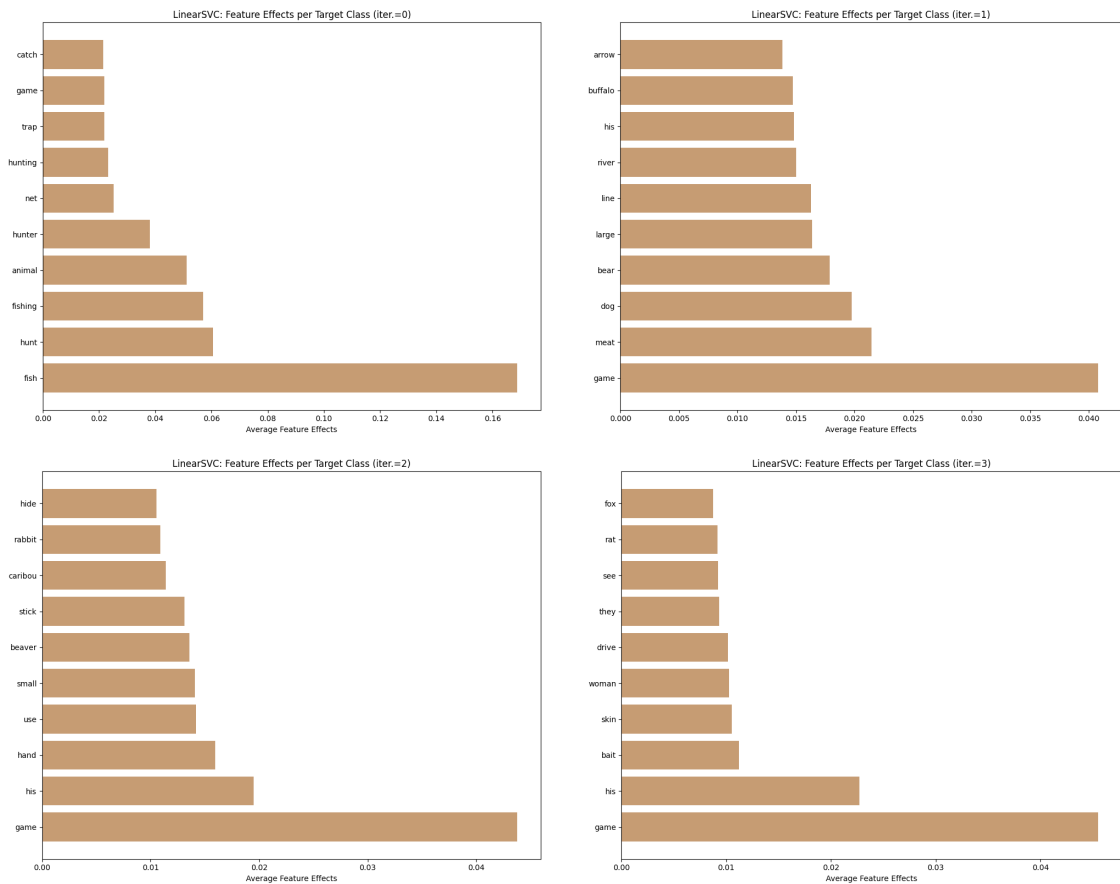 LinearSVC: Feature Effects per Target Class (iter.=0)
catch
game
trap
hunting
net
hunter
animal
fishing
hunt
fish
0.00 0.02 0.04 0.06 0.08 0.10 0.12 0.14 0.16
Average Feature Effects
LinearSVC: Feature Effects per Target Class (iter.=1)
arrow
buffalo
his
river
line
large
bear
dog
meat
game
0.000 0.005 0.010 0.015 0.020 0.025 0.030 0.035 0.040
Average Feature Effects
LinearSVC: Feature Effects per Target Class (iter.=2)
hide
rabbit
caribou
stick
beaver
small
use
hand
his
game
0.00 0.01 0.02 0.03 0.04
Average Feature Effects
LinearSVC: Feature Effects per Target Class (iter.=3)
fox
rat
see
they
drive
woman
skin
bait
his
game
0.00 0.01 0.02 0.03 0.04
Average Feature Effects